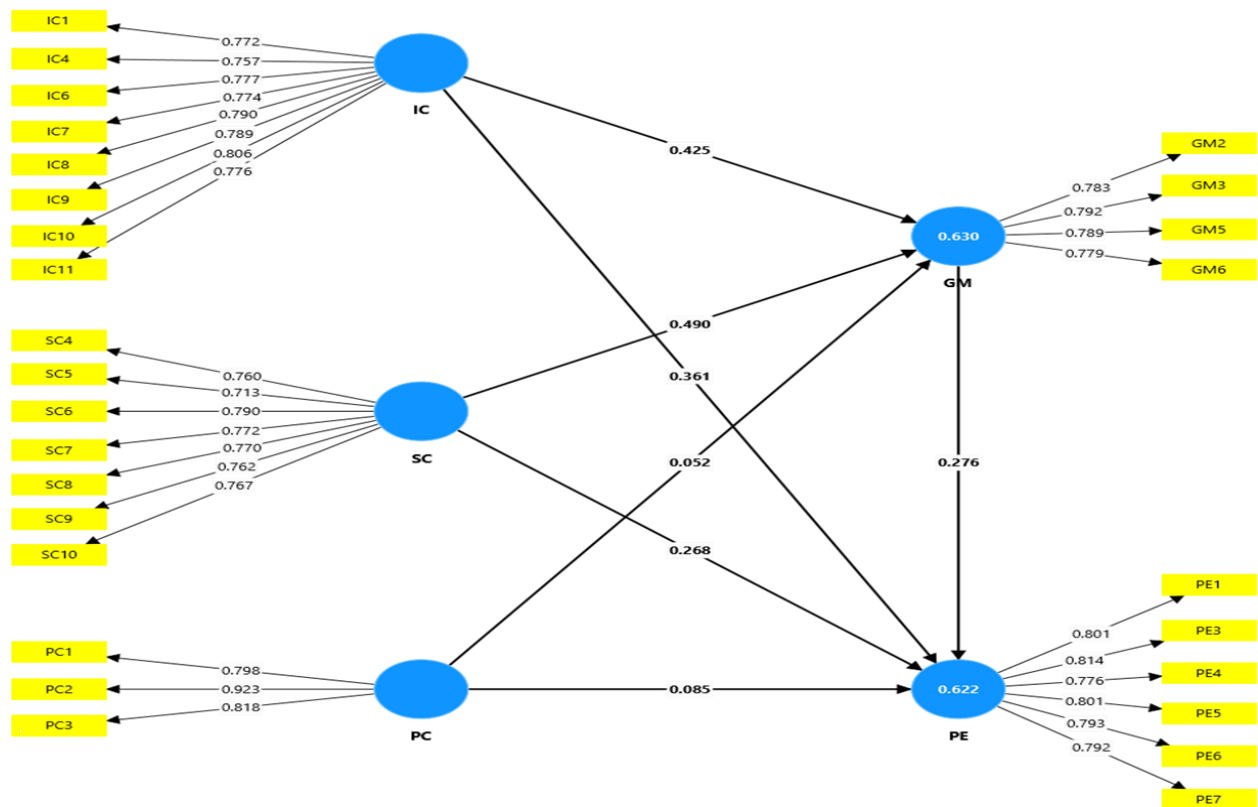 IC1
IC4
IC6
IC7
IC8
IC9
IC10
IC11
0.772
0.757
0.777
0.774
0.790
0.789
0.806
0.776
IC
SC4
SC5
SC6
SC7
SC8
SC9
SC10
0.760
0.713
0.790
0.772
0.770
0.762
0.767
SC
PC1
PC2
PC3
0.798
0.923
0.818
PC
0.425
0.490
0.361
0.052
0.268
0.085
0.276
0.630
GM
0.783
0.792
0.789
0.779
GM2
GM3
GM5
GM6
0.622
PE
0.801
0.814
0.776
0.801
0.793
0.792
PE1
PE3
PE4
PE5
PE6
PE7